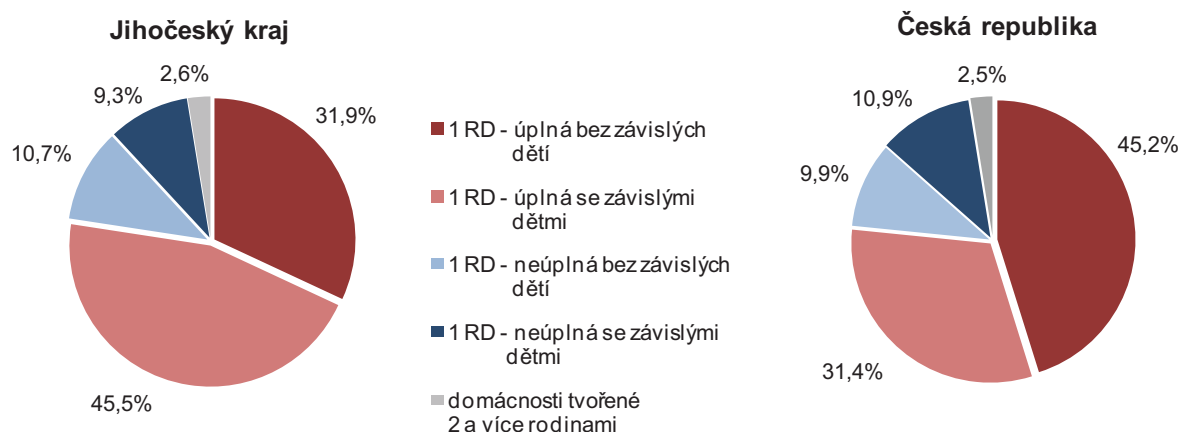 Jihočeský kraj
2,6%
9,3%
31,9%
10,7%
45,5%
1 RD - úplná bez závislých
dětí
1 RD - úplná se závislými
dětmi
1 RD - neúplná bez závislých
dětí
1 RD - neúplná se závislými
dětmi
domácnosti tvořené
2 a více rodinami
Česká republika
2,5%
10,9%
45,2%
9,9%
31,4%